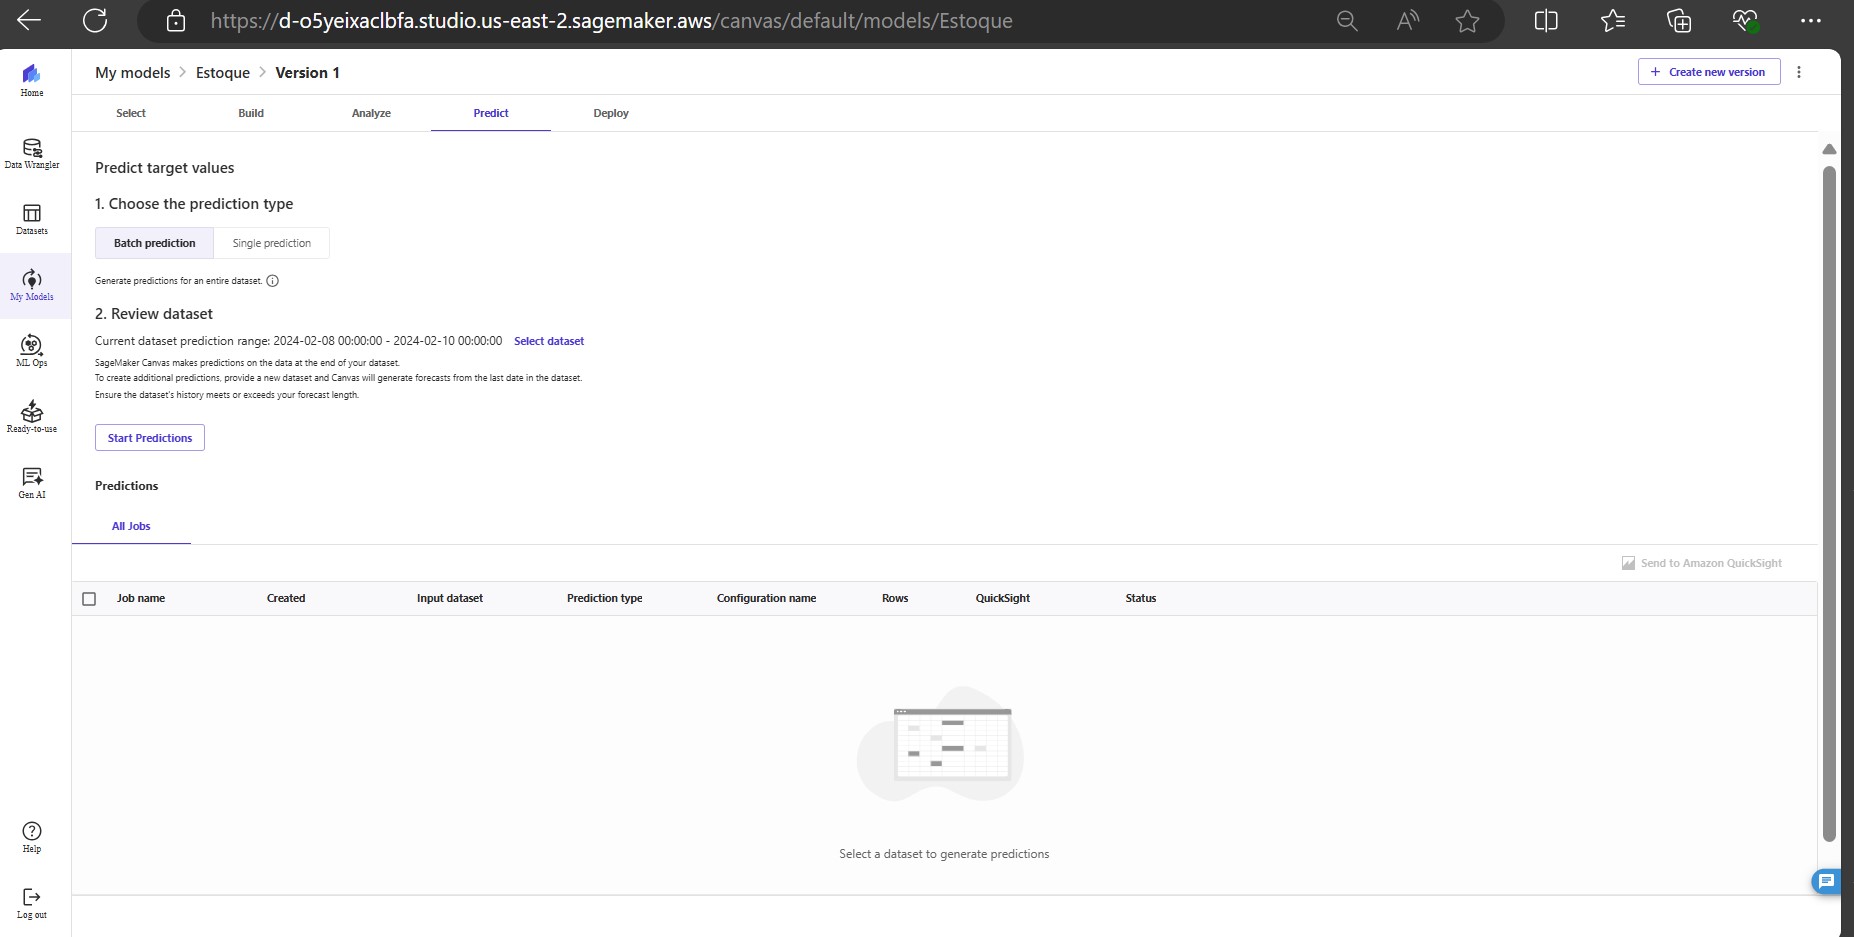 https://d-o5yeixaclbfa.studio.us-east-2.sagemaker.aws/canvas/default/models/Estoque
Home
Data Wrangler
Datasets
My Models
ML Ops
Ready-to-use
Gen AI
Help
Log out
My models > Estoque > Version 1
+ Create new version
Select Build Analyze Predict Deploy
Predict target values
1. Choose the prediction type
Batch prediction Single prediction
Generate predictions for an entire dataset.
2. Review dataset
Current dataset prediction range: 2024-02-08 00:00:00 - 2024-02-10 00:00:00 Select dataset
SageMaker Canvas makes predictions on the data at the end of your dataset.
To create additional predictions, provide a new dataset and Canvas will generate forecasts from the last date in the dataset.
Ensure the dataset's history meets or exceeds your forecast length.
Start Predictions
Predictions
All Jobs
Send to Amazon QuickSight
Job name Created Input dataset Prediction type Configuration name Rows QuickSight Status
Select a dataset to generate predictions